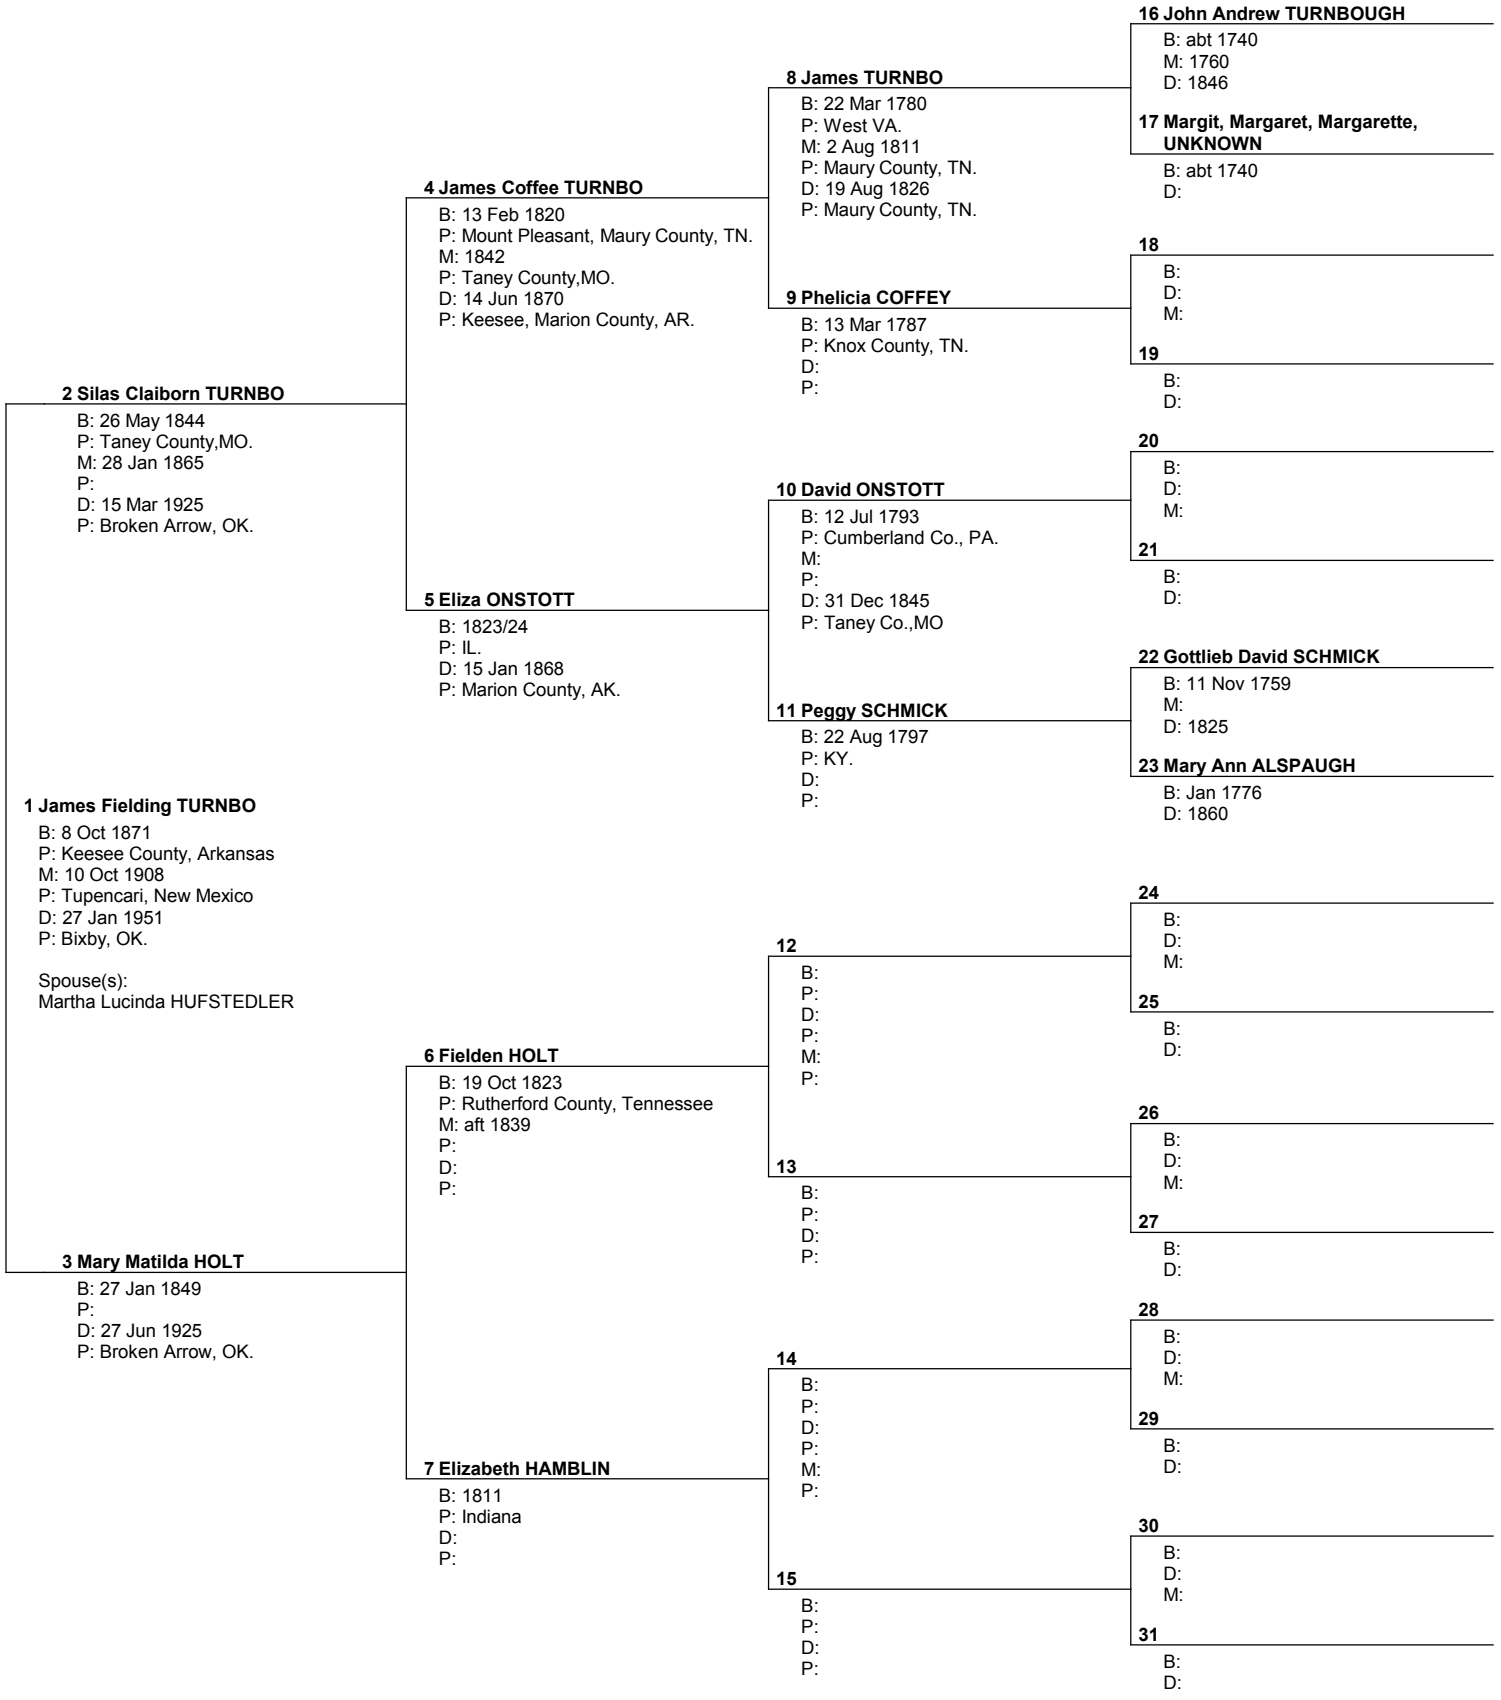 16 John Andrew TURNBOUGH
B: abt 1740
M: 1760
D: 1846
8 James TURNBO
B: 22 Mar 1780
P: West VA.
M: 2 Aug 1811
P: Maury County, TN.
D: 19 Aug 1826
P: Maury County, TN.
17 Margit, Margaret, Margarette,
UNKNOWN
B: abt 1740
D:
4 James Coffee TURNBO
B: 13 Feb 1820
P: Mount Pleasant, Maury County, TN.
M: 1842
P: Taney County,MO.
D: 14 Jun 1870
P: Keesee, Marion County, AR.
18
B:
D:
M:
9 Phelicia COFFEY
B: 13 Mar 1787
P: Knox County, TN.
D:
P:
19
B:
D:
2 Silas Claiborn TURNBO
B: 26 May 1844
P: Taney County,MO.
M: 28 Jan 1865
P:
D: 15 Mar 1925
P: Broken Arrow, OK.
20
B:
D:
M:
10 David ONSTOTT
B: 12 Jul 1793
P: Cumberland Co., PA.
M:
P:
D: 31 Dec 1845
P: Taney Co.,MO
21
B:
D:
5 Eliza ONSTOTT
B: 1823/24
P: IL.
D: 15 Jan 1868
P: Marion County, AK.
22 Gottlieb David SCHMICK
B: 11 Nov 1759
M:
D: 1825
11 Peggy SCHMICK
B: 22 Aug 1797
P: KY.
D:
P:
23 Mary Ann ALSPAUGH
B: Jan 1776
D: 1860
1 James Fielding TURNBO
B: 8 Oct 1871
P: Keesee County, Arkansas
M: 10 Oct 1908
P: Tupencari, New Mexico
D: 27 Jan 1951
P: Bixby, OK.
Spouse(s):
Martha Lucinda HUFSTEDLER
24
B:
D:
M:
12
B:
P:
D:
P:
M:
P:
25
B:
D:
6 Fielden HOLT
B: 19 Oct 1823
P: Rutherford County, Tennessee
M: aft 1839
P:
D:
P:
26
B:
D:
M:
13
B:
P:
D:
P:
27
B:
D:
3 Mary Matilda HOLT
B: 27 Jan 1849
P:
D: 27 Jun 1925
P: Broken Arrow, OK.
28
B:
D:
M:
14
B:
P:
D:
P:
M:
P:
29
B:
D:
7 Elizabeth HAMBLIN
B: 1811
P: Indiana
D:
P:
30
B:
D:
M:
15
B:
P:
D:
P:
31
B:
D: